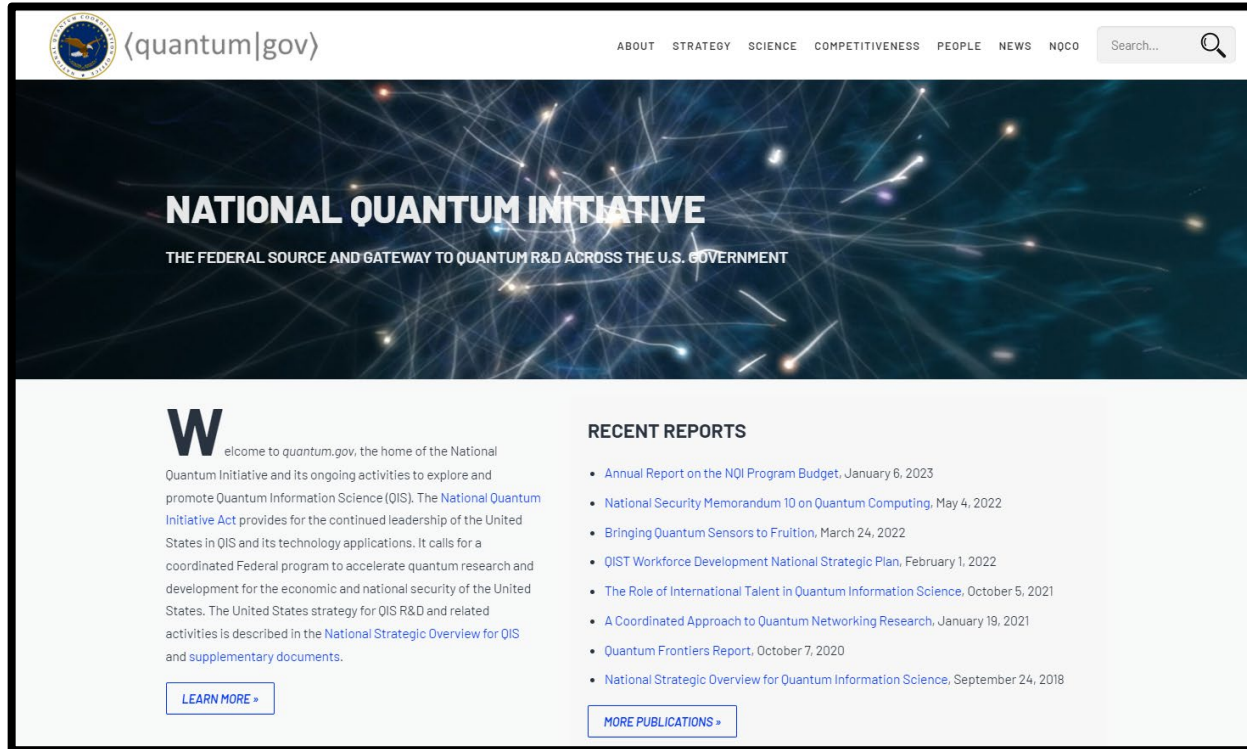 ⟨quantum|gov⟩
ABOUT STRATEGY SCIENCE COMPETITIVENESS PEOPLE NEWS NQCO Search...
NATIONAL QUANTUM INITIATIVE
THE FEDERAL SOURCE AND GATEWAY TO QUANTUM R&D ACROSS THE U.S. GOVERNMENT
Welcome to quantum.gov, the home of the National
Quantum Initiative and its ongoing activities to explore and
promote Quantum Information Science (QIS). The National Quantum
Initiative Act provides for the continued leadership of the United
States in QIS and its technology applications. It calls for a
coordinated Federal program to accelerate quantum research and
development for the economic and national security of the United
States. The United States strategy for QIS R&D and related
activities is described in the National Strategic Overview for QIS
and supplementary documents.
LEARN MORE »
RECENT REPORTS
• Annual Report on the NQI Program Budget, January 6, 2023
• National Security Memorandum 10 on Quantum Computing, May 4, 2022
• Bringing Quantum Sensors to Fruition, March 24, 2022
• QIST Workforce Development National Strategic Plan, February 1, 2022
• The Role of International Talent in Quantum Information Science, October 5, 2021
• A Coordinated Approach to Quantum Networking Research, January 19, 2021
• Quantum Frontiers Report, October 7, 2020
• National Strategic Overview for Quantum Information Science, September 24, 2018
MORE PUBLICATIONS »